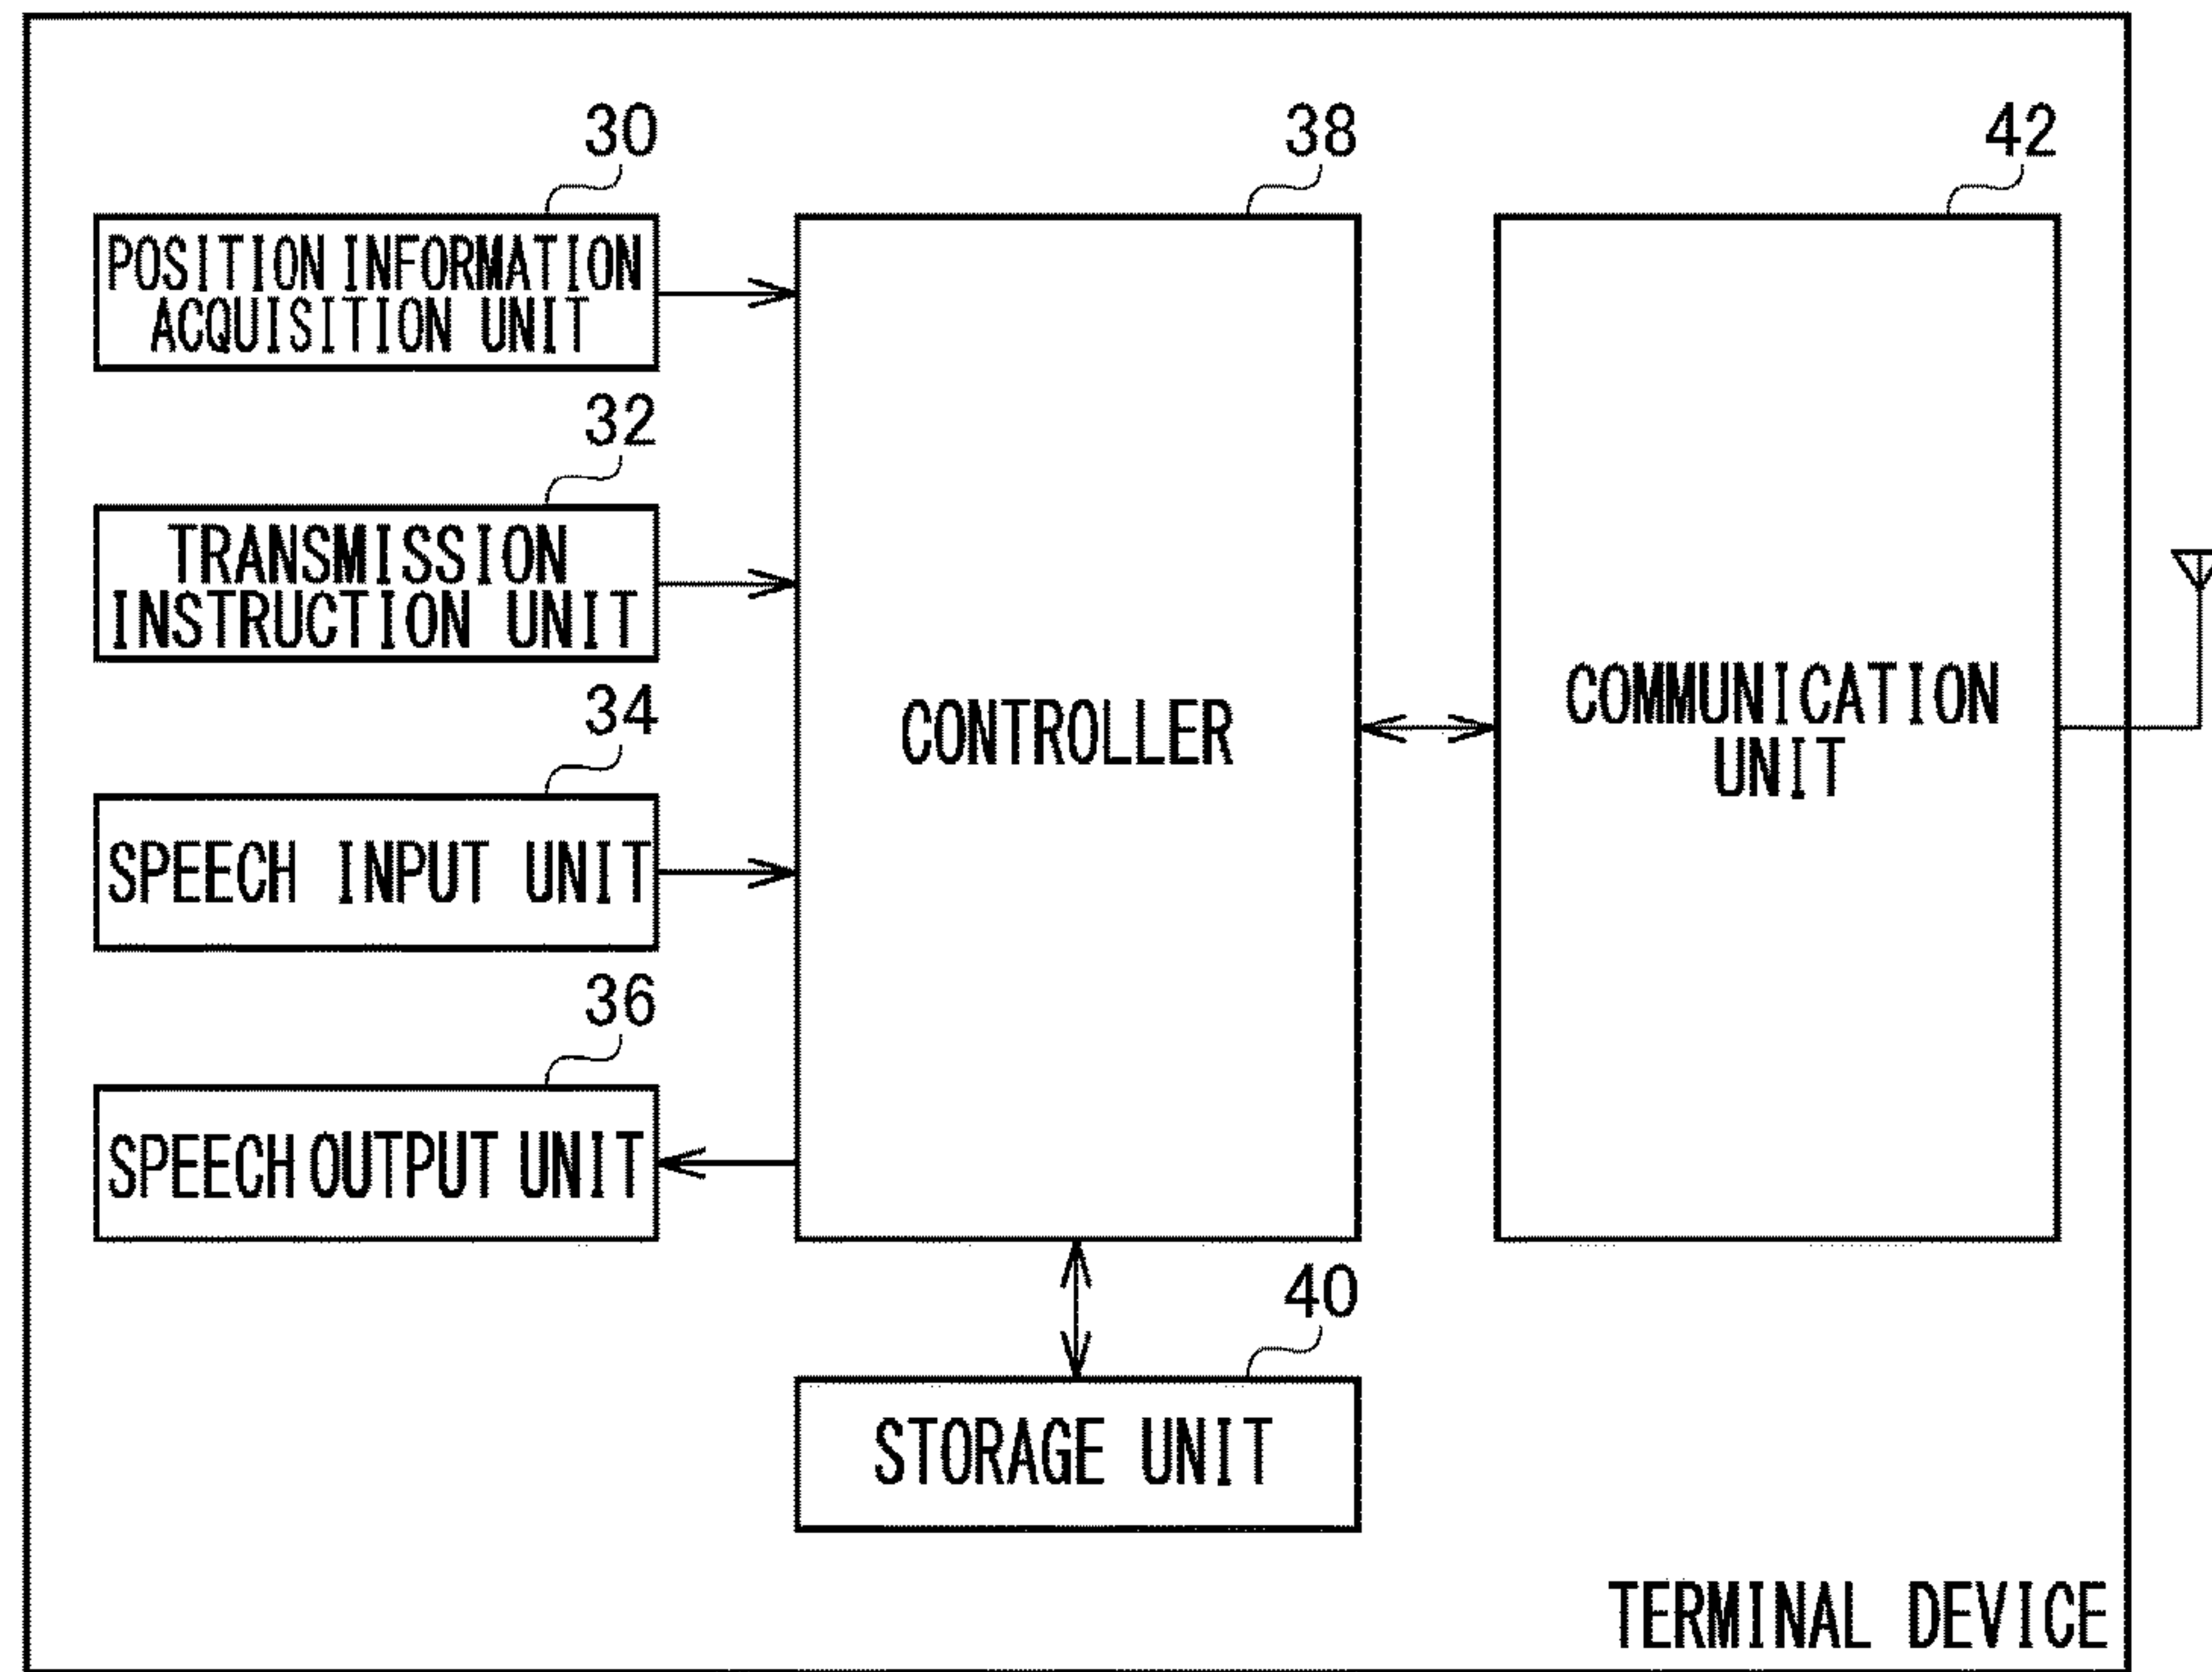 30
POSITION INFORMATION
ACQUISITION UNIT
32
TRANSMISSION
INSTRUCTION UNIT
34
SPEECH INPUT UNIT
36
SPEECH OUTPUT UNIT
38
CONTROLLER
40
STORAGE UNIT
42
COMMUNICATION
UNIT
TERMINAL DEVICE